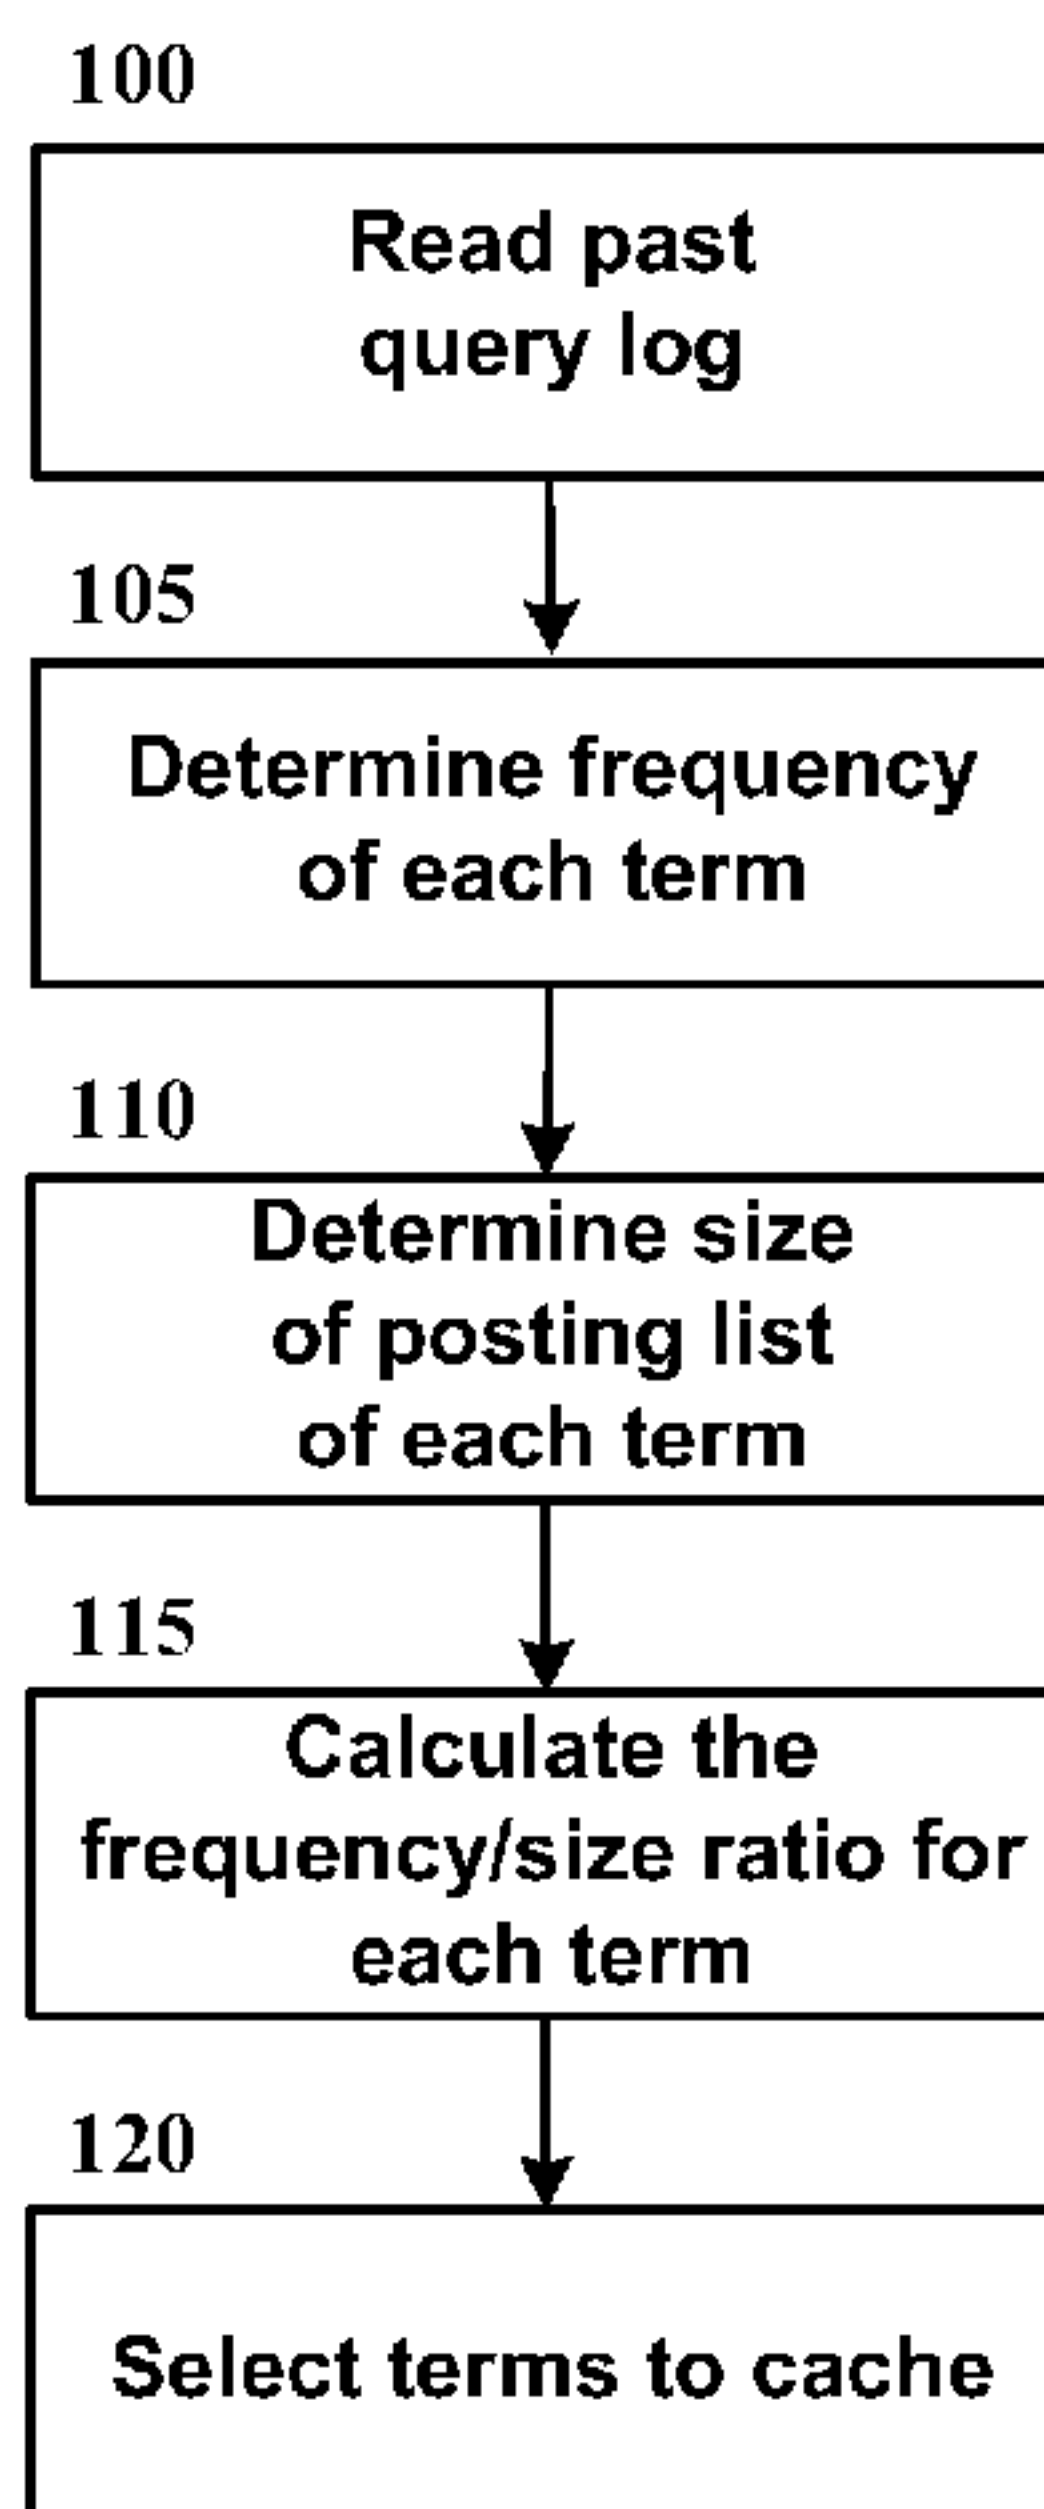 100
Read past
query log
105
Determine frequency
of each term
110
Determine size
of posting list
of each term
115
Calculate the
frequency/size ratio for
each term
120
Select terms to cache